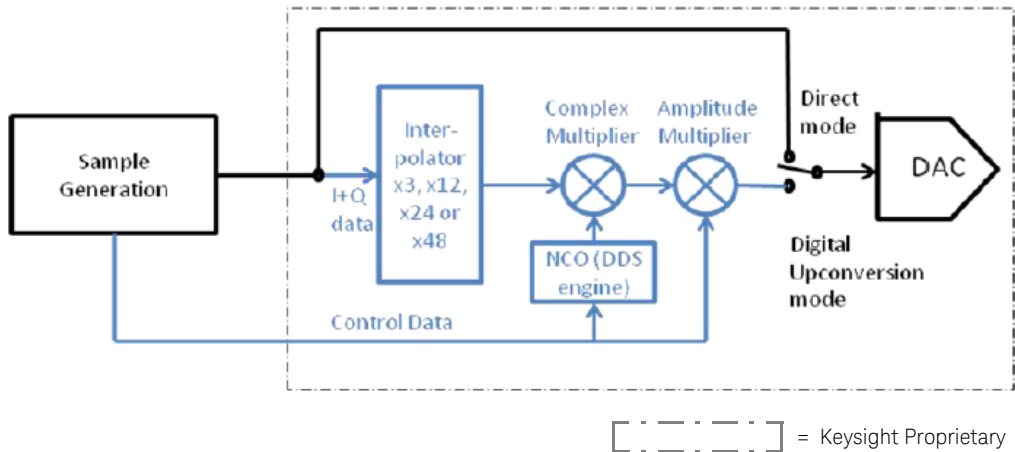 Sample
Generation
I+Q
data
Inter-
polator
x3, x12,
x24 or
x48
Complex
Multiplier
Amplitude
Multiplier
NCO (DDS
engine)
Control Data
Direct
mode
DAC
Digital
Upconversion
mode
= Keysight Proprietary